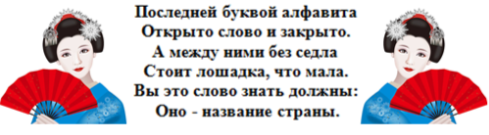 Последней буквой алфавита
Открыто слово и закрыто.
А между ними без седла
Стоит лошадка, что мала.
Вы это слово знать должны:
Оно - название страны.